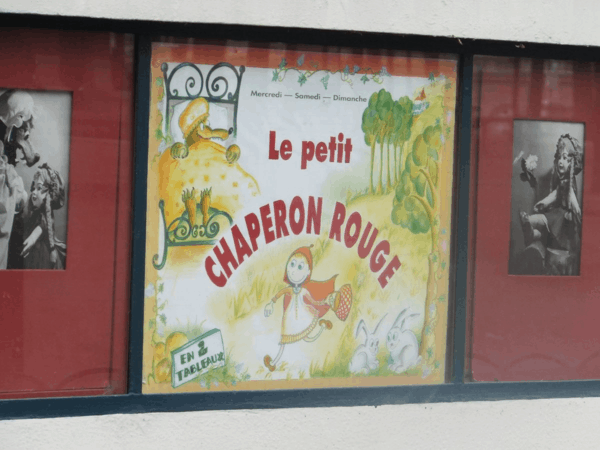 Mercredi — Samedi — Dimanche
Le petit
CHAPERON ROUGE
EN 2
TABLEAUX